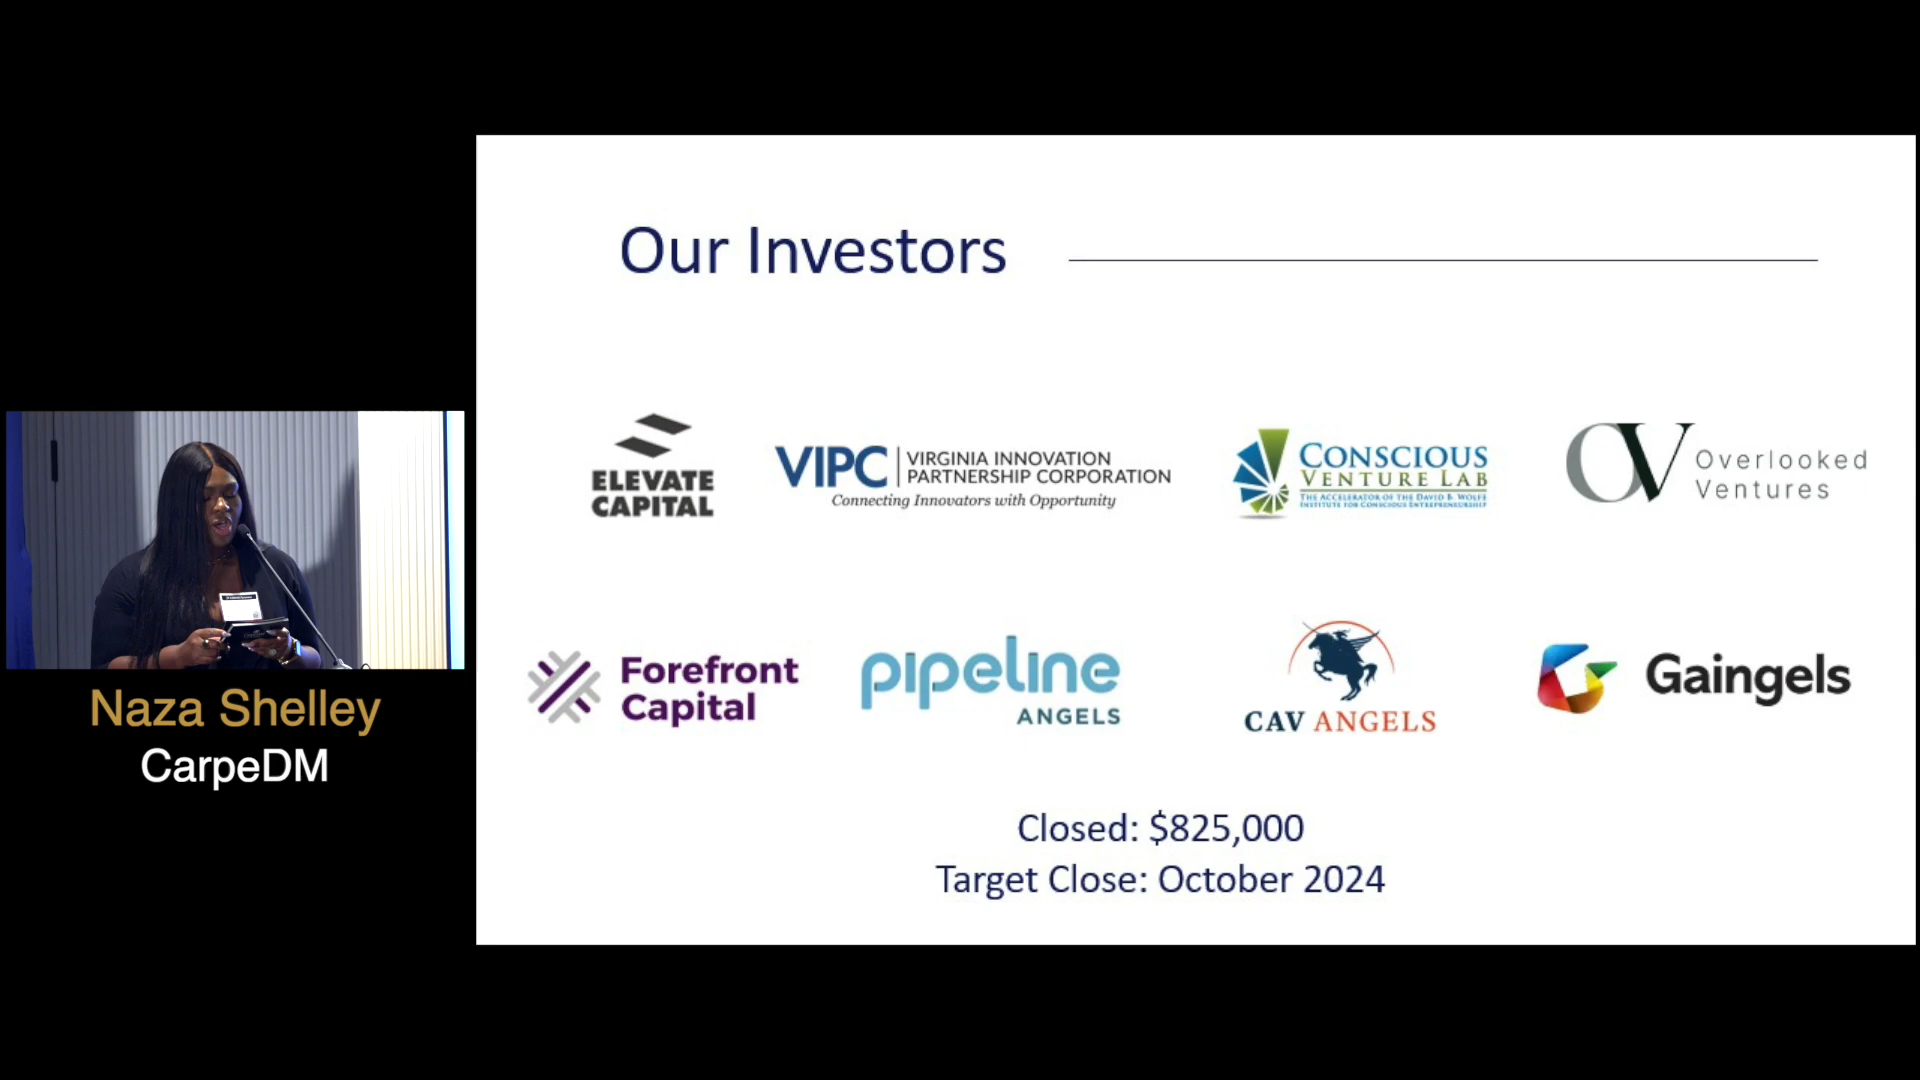 Our Investors
ELEVATE
CAPITAL
VIPC
VIRGINIA INNOVATION
PARTNERSHIP CORPORATION
Connecting Innovators with Opportunity
CONSCIOUS
VENTURE LAB
THE ACCELERATOR OF THE DAVID B. WOLFE
INSTITUTE FOR CONSCIOUS ENTREPRENEURSHIP
OV
Overlooked
Ventures
Forefront
Capital
pipeline
ANGELS
CAV ANGELS
Gaingels
Closed: $825,000
Target Close: October 2024
Naza Shelley
CarpeDM